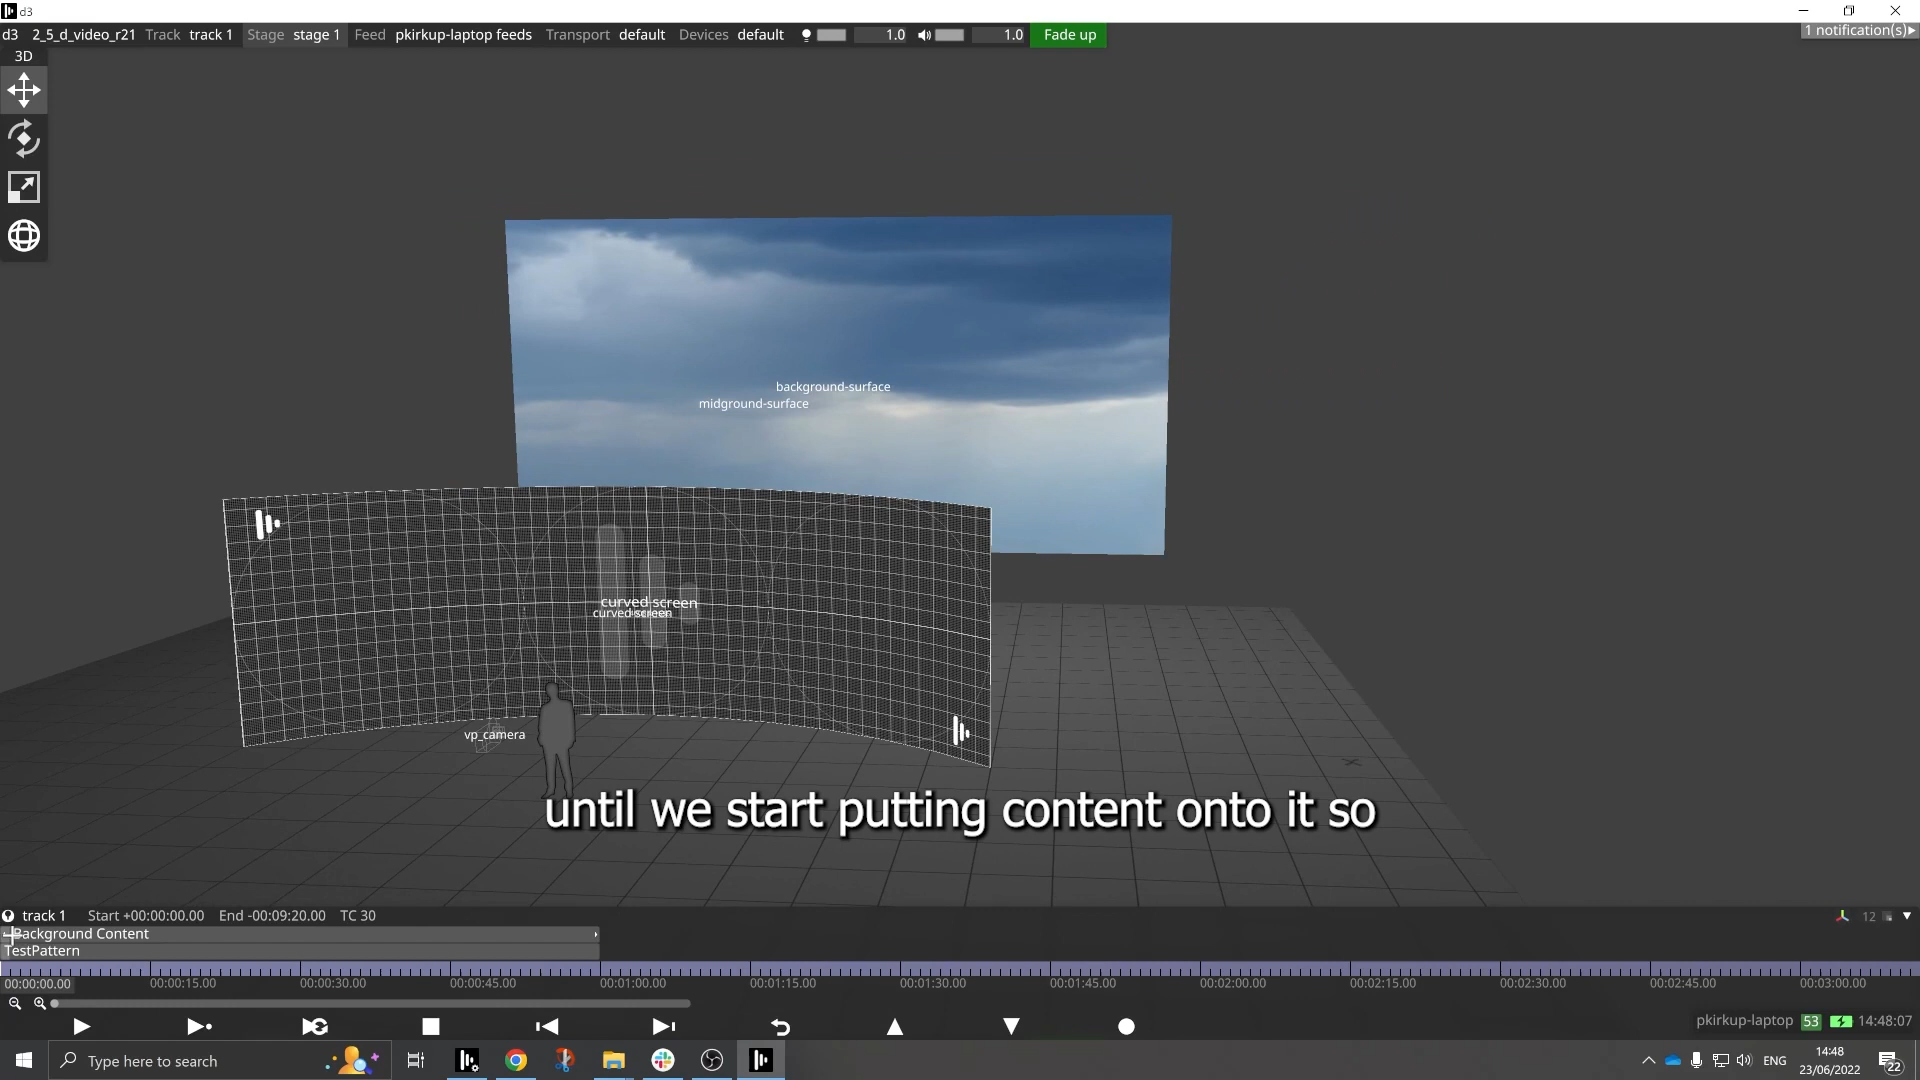 d3
d3 2_5_d_video_r21 Track track 1 Stage stage 1 Feed pkirkup-laptop feeds Transport default Devices default 1.0 1.0 Fade up 1 notification(s)
3D
background-surface
midground-surface
curved screen
curved screen
vp_camera
until we start putting content onto it so
track 1 Start +00:00:00.00 End -00:09:20.00 TC 30 12
Background Content
TestPattern
00:00:00.00 00:00:15.00 00:00:30.00 00:00:45.00 00:01:00.00 00:01:15.00 00:01:30.00 00:01:45.00 00:02:00.00 00:02:15.00 00:02:30.00 00:02:45.00 00:03:00.00
pkirkup-laptop 53 14:48:07
Type here to search ENG 14:48
23/06/2022 22